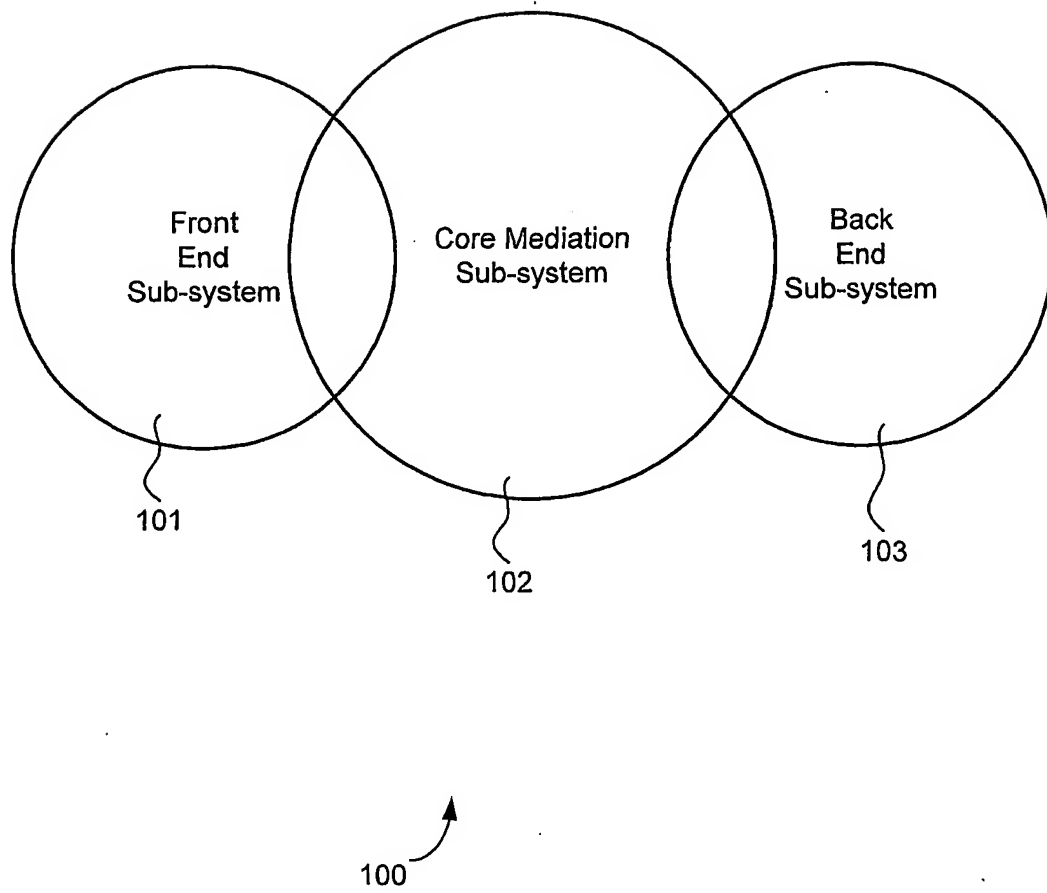 Front
End
Sub-system
Core Mediation
Sub-system
Back
End
Sub-system
101
102
103
100